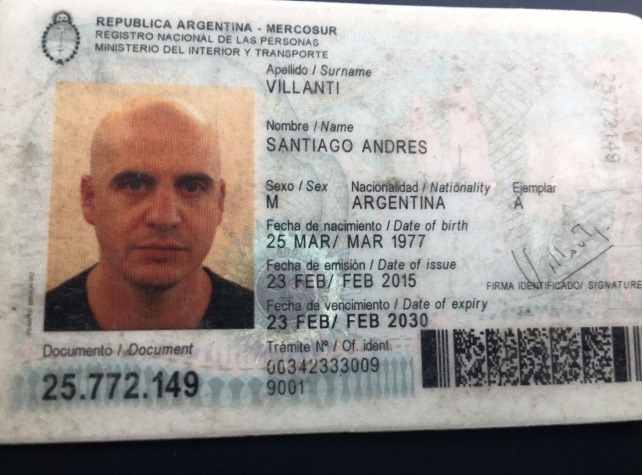 REPUBLICA ARGENTINA - MERCOSUR
REGISTRO NACIONAL DE LAS PERSONAS
MINISTERIO DEL INTERIOR Y TRANSPORTE
Apellido / Surname
VILLANTI
Nombre / Name
SANTIAGO ANDRES
Sexo / Sex Nacionalidad / Nationality Ejemplar
M ARGENTINA A
Fecha de nacimiento / Date of birth
25 MAR/ MAR 1977
Fecha de emisión / Date of issue
23 FEB/ FEB 2015
FIRMA IDENTIFICADO/ SIGNATURE
Fecha de vencimiento / Date of expiry
23 FEB/ FEB 2030
Documento / Document
25.772.149
Trámite Nº / Of. ident.
00342333009
9001
25772149